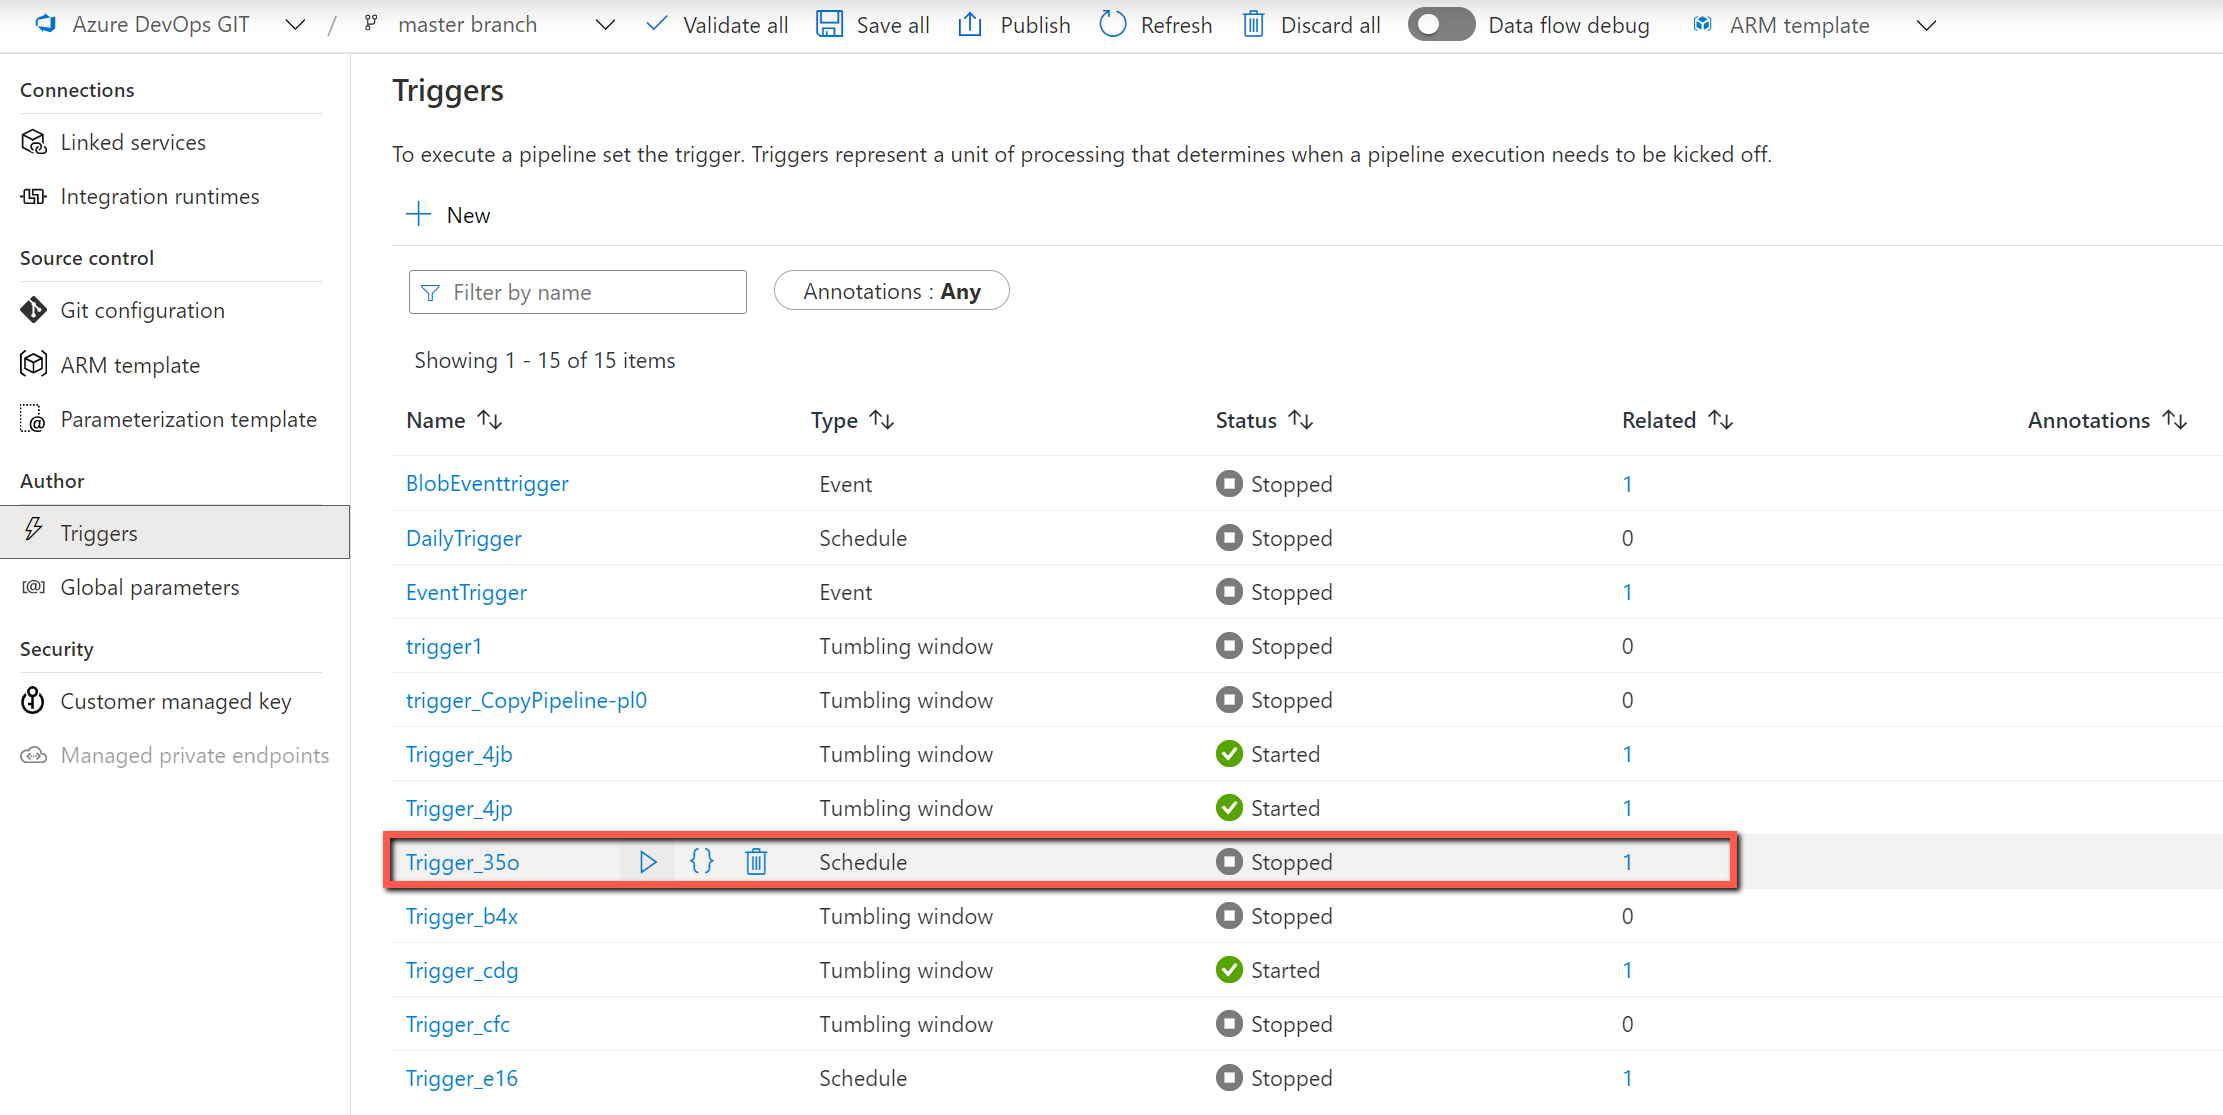 Azure DevOps GIT / master branch Validate all Save all Publish Refresh Discard all Data flow debug ARM template
Connections
Linked services
Integration runtimes
Source control
Git configuration
ARM template
Parameterization template
Author
Triggers
Global parameters
Security
Customer managed key
Managed private endpoints
Triggers
To execute a pipeline set the trigger. Triggers represent a unit of processing that determines when a pipeline execution needs to be kicked off.
New
Filter by name Annotations : Any
Showing 1 - 15 of 15 items
Name Type Status Related Annotations
BlobEventtrigger Event Stopped 1
DailyTrigger Schedule Stopped 0
EventTrigger Event Stopped 1
trigger1 Tumbling window Stopped 0
trigger_CopyPipeline-pl0 Tumbling window Stopped 0
Trigger_4jb Tumbling window Started 1
Trigger_4jp Tumbling window Started 1
Trigger_35o {} Schedule Stopped 1
Trigger_b4x Tumbling window Stopped 0
Trigger_cdg Tumbling window Started 1
Trigger_cfc Tumbling window Stopped 0
Trigger_e16 Schedule Stopped 1